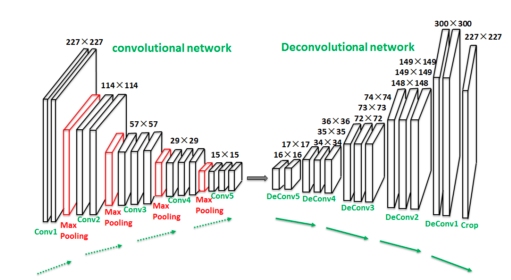 convolutional network
Deconvolutional network
227×227
114×114
57×57
29×29
15×15
17×17
16×16
36×36
35×35
34×34
74×74
73×73
72×72
149×149
149×149
148×148
300×300
227×227
Conv1
Max
Pooling
Conv2
Max
Pooling
Conv3
Max
Pooling
Conv4
Max
Pooling
Conv5
DeConv5
DeConv4
DeConv3
DeConv2
DeConv1
Crop